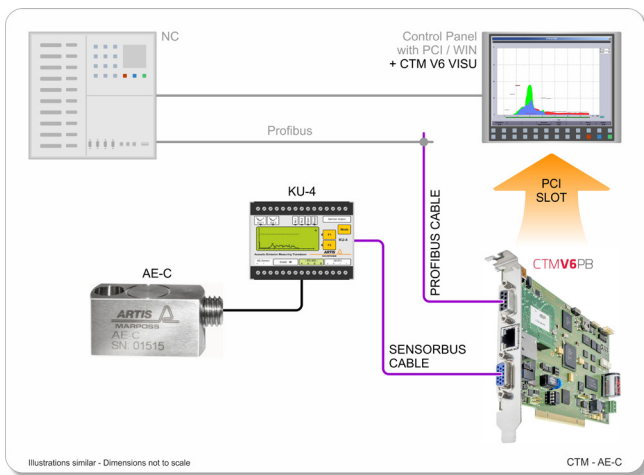 NC
Control Panel
with PCI / WIN
+ CTM V6 VISU
Profibus
KU-4
PROFIBUS CABLE
PCI
SLOT
CTMV6PB
AE-C
ARTIS
MARPOSS
AE-C
SN. 01515
ARTIS
SENSORBUS
CABLE
Illustrations similar - Dimensions not to scale
CTM - AE-C